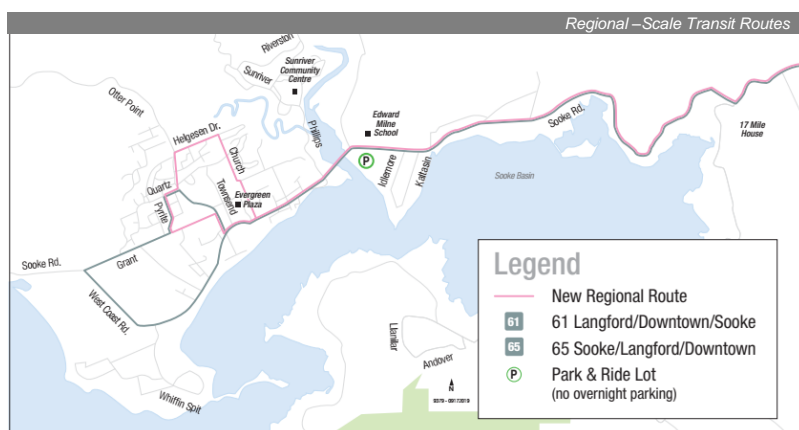 Regional –Scale Transit Routes
Riverston
Sunriver
Sunriver
Community
Centre
Otter Point
Helgesen Dr.
Phillips
Edward
Milne
School
Sooke Rd.
17 Mile
House
Church
P
Idlemore
Kaltasin
Sooke Basin
Quartz
Townsend
Evergreen
Plaza
Pyrite
Sooke Rd.
Grant
West Coast Rd.
Whiffin Spit
Llanilar
Andover
N
Legend
New Regional Route
61 61 Langford/Downtown/Sooke
65 65 Sooke/Langford/Downtown
P Park & Ride Lot
(no overnight parking)